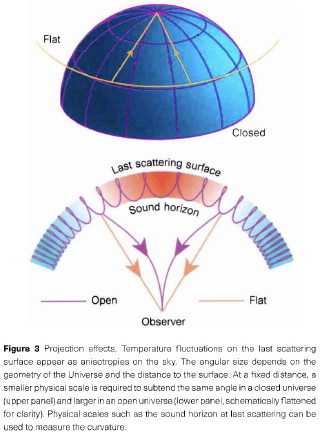 Flat
Closed
Last scattering surface
Sound horizon
Open
Flat
Observer
Figure 3 Projection effects. Temperature fluctuations on the last scattering
surface appear as anisotropies on the sky. The angular size depends on the
geometry of the Universe and the distance to the surface. At a fixed distance, a
smaller physical scale is required to subtend the same angle in a closed universe
(upper panel) and larger in an open universe (lower panel, schematically flattened
for clarity). Physical scales such as the sound horizon at last scattering can be
used to measure the curvature.